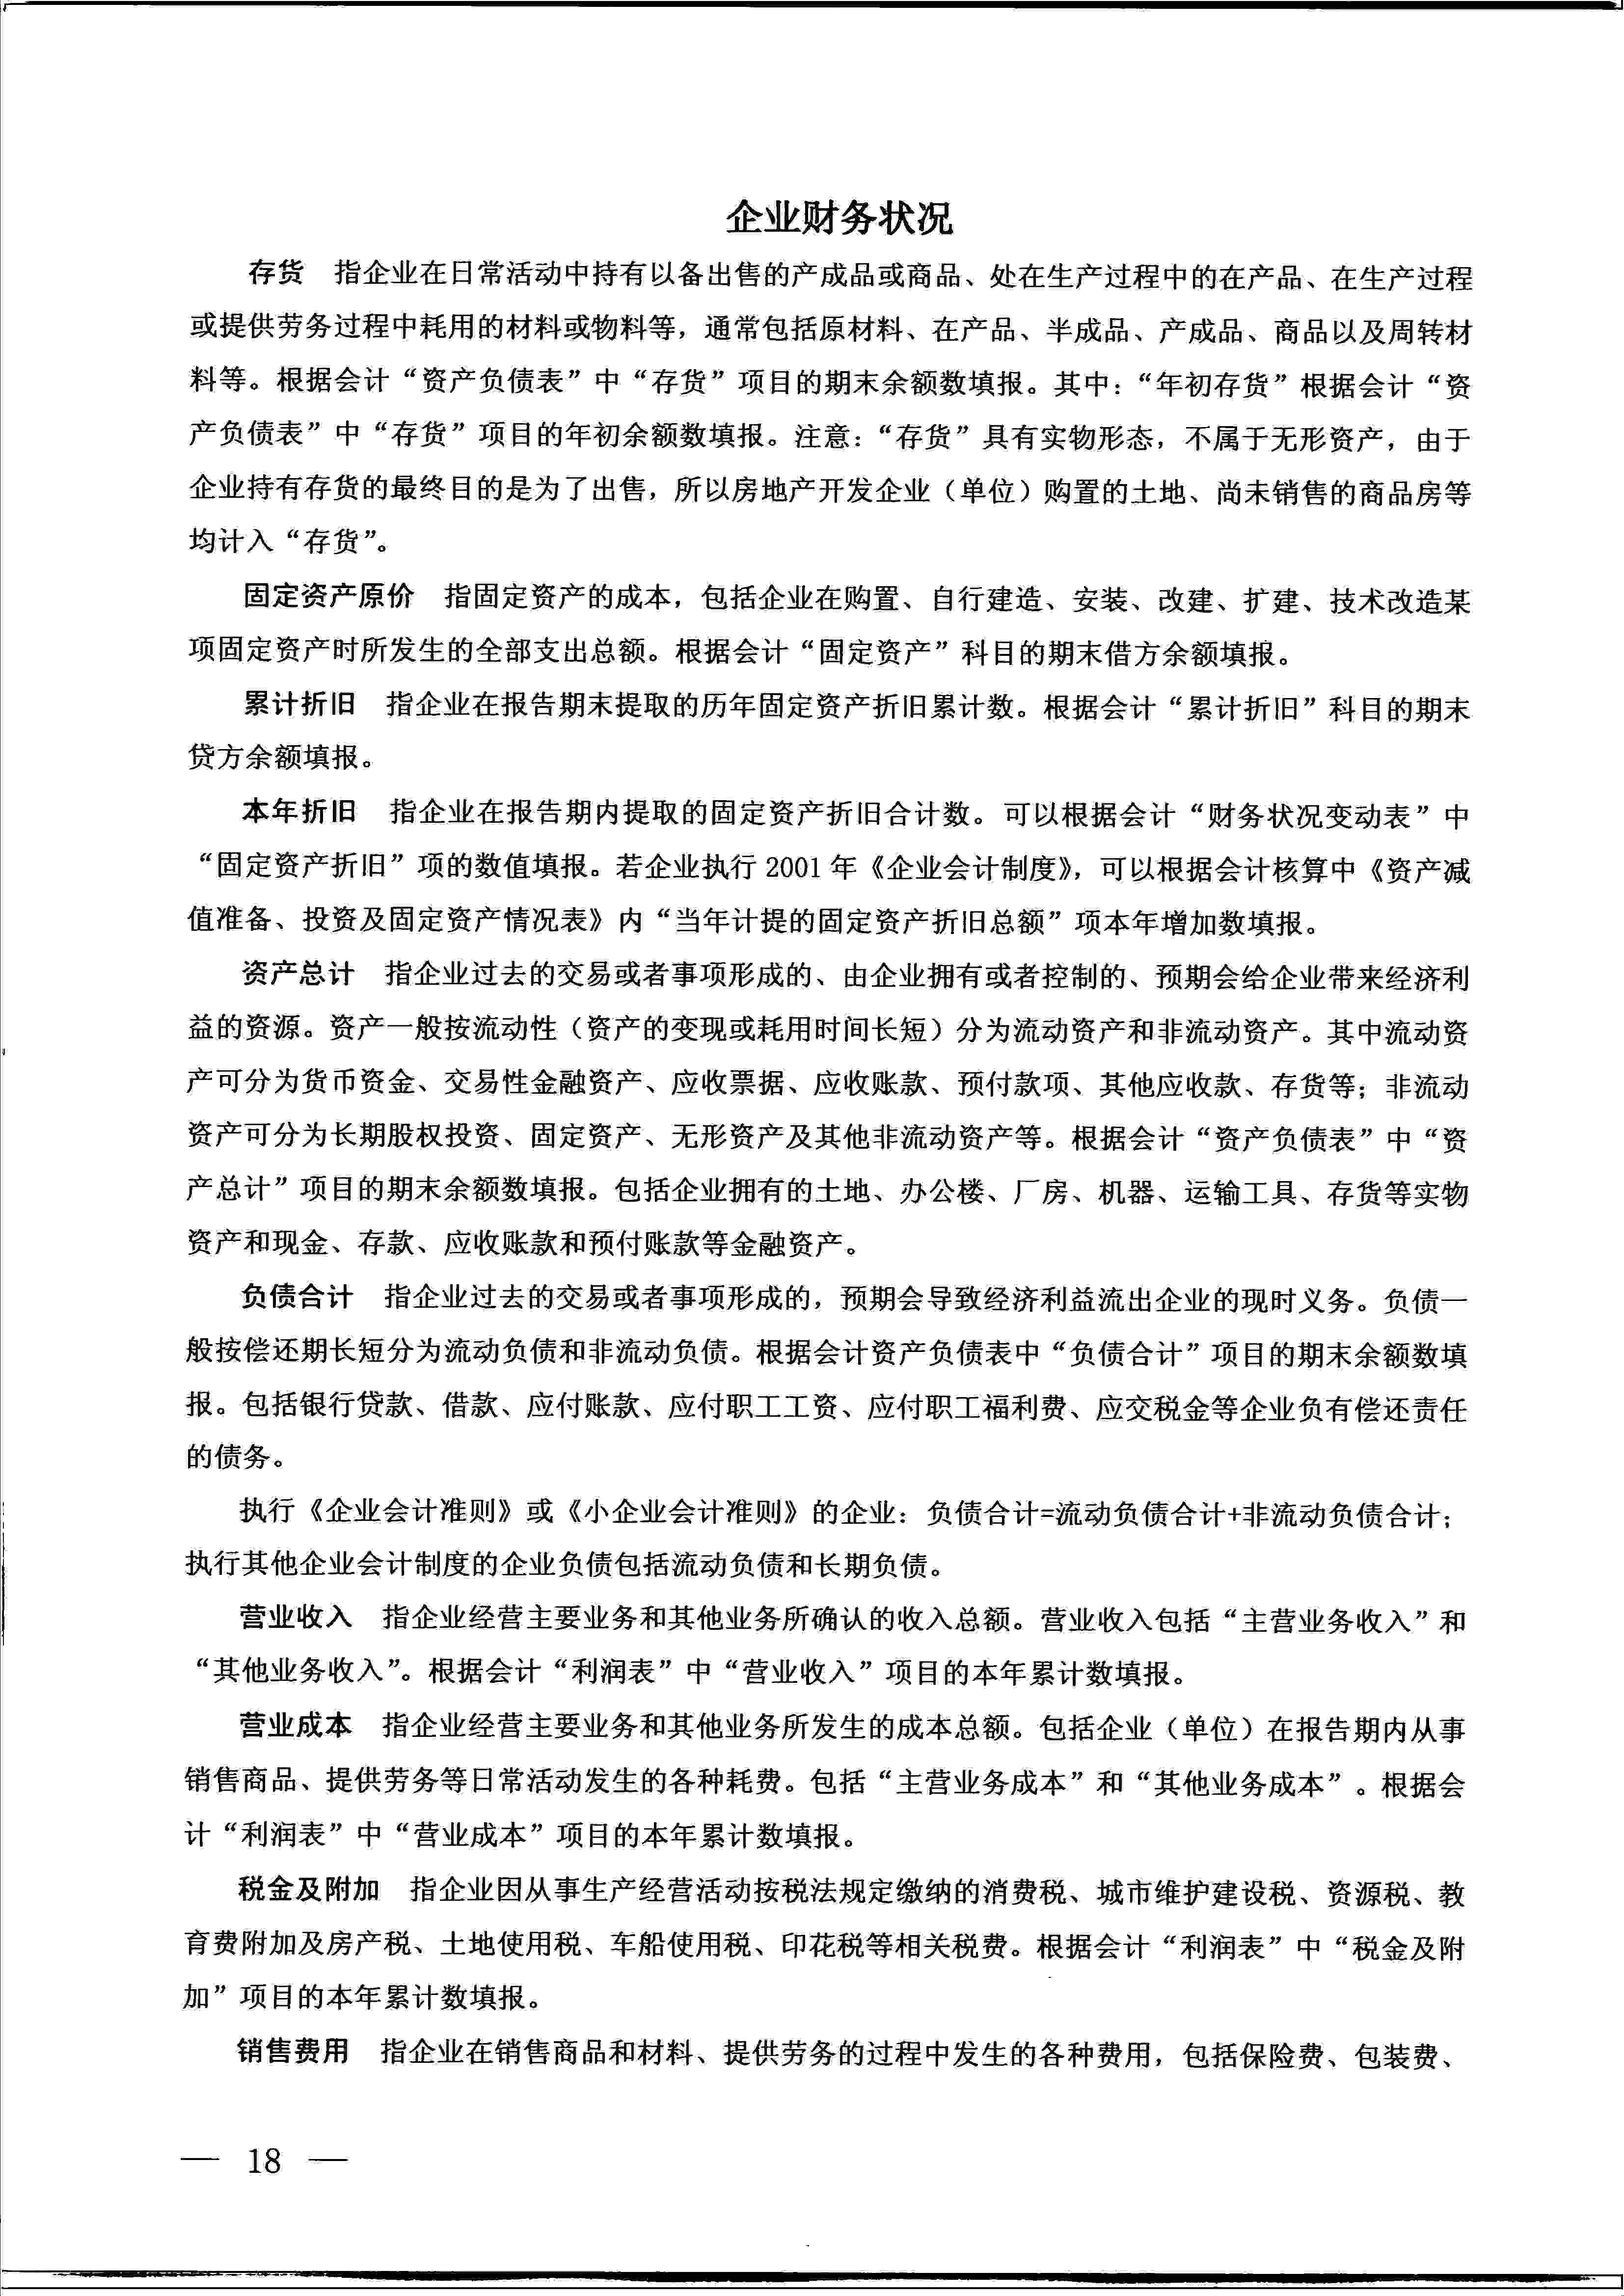 企业财务状况
存货　指企业在日常活动中持有以备出售的产成品或商品、处在生产过程中的在产品、在生产过程
或提供劳务过程中耗用的材料或物料等，通常包括原材料、在产品、半成品、产成品、商品以及周转材
料等。根据会计“资产负债表”中“存货”项目的期末余额数填报。其中：“年初存货”根据会计“资
产负债表”中“存货”项目的年初余额数填报。注意：“存货”具有实物形态，不属于无形资产，由于
企业持有存货的最终目的是为了出售，所以房地产开发企业（单位）购置的土地、尚未销售的商品房等
均计入“存货”。
固定资产原价　指固定资产的成本，包括企业在购置、自行建造、安装、改建、扩建、技术改造某
项固定资产时所发生的全部支出总额。根据会计“固定资产”科目的期末借方余额填报。
累计折旧　指企业在报告期末提取的历年固定资产折旧累计数。根据会计“累计折旧”科目的期末
贷方余额填报。
本年折旧　指企业在报告期内提取的固定资产折旧合计数。可以根据会计“财务状况变动表”中
“固定资产折旧”项的数值填报。若企业执行 2001 年《企业会计制度》，可以根据会计核算中《资产减
值准备、投资及固定资产情况表》内“当年计提的固定资产折旧总额”项本年增加数填报。
资产总计　指企业过去的交易或者事项形成的、由企业拥有或者控制的、预期会给企业带来经济利
益的资源。资产一般按流动性（资产的变现或耗用时间长短）分为流动资产和非流动资产。其中流动资
产可分为货币资金、交易性金融资产、应收票据、应收账款、预付款项、其他应收款、存货等；非流动
资产可分为长期股权投资、固定资产、无形资产及其他非流动资产等。根据会计“资产负债表”中“资
产总计”项目的期末余额数填报。包括企业拥有的土地、办公楼、厂房、机器、运输工具、存货等实物
资产和现金、存款、应收账款和预付账款等金融资产。
负债合计　指企业过去的交易或者事项形成的，预期会导致经济利益流出企业的现时义务。负债一
般按偿还期长短分为流动负债和非流动负债。根据会计资产负债表中“负债合计”项目的期末余额数填
报。包括银行贷款、借款、应付账款、应付职工工资、应付职工福利费、应交税金等企业负有偿还责任
的债务。
执行《企业会计准则》或《小企业会计准则》的企业：负债合计=流动负债合计+非流动负债合计；
执行其他企业会计制度的企业负债包括流动负债和长期负债。
营业收入　指企业经营主要业务和其他业务所确认的收入总额。营业收入包括“主营业务收入”和
“其他业务收入”。根据会计“利润表”中“营业收入”项目的本年累计数填报。
营业成本　指企业经营主要业务和其他业务所发生的成本总额。包括企业（单位）在报告期内从事
销售商品、提供劳务等日常活动发生的各种耗费。包括“主营业务成本”和“其他业务成本”。根据会
计“利润表”中“营业成本”项目的本年累计数填报。
税金及附加　指企业因从事生产经营活动按税法规定缴纳的消费税、城市维护建设税、资源税、教
育费附加及房产税、土地使用税、车船使用税、印花税等相关税费。根据会计“利润表”中“税金及附
加”项目的本年累计数填报。
销售费用　指企业在销售商品和材料、提供劳务的过程中发生的各种费用，包括保险费、包装费、
— 18 —